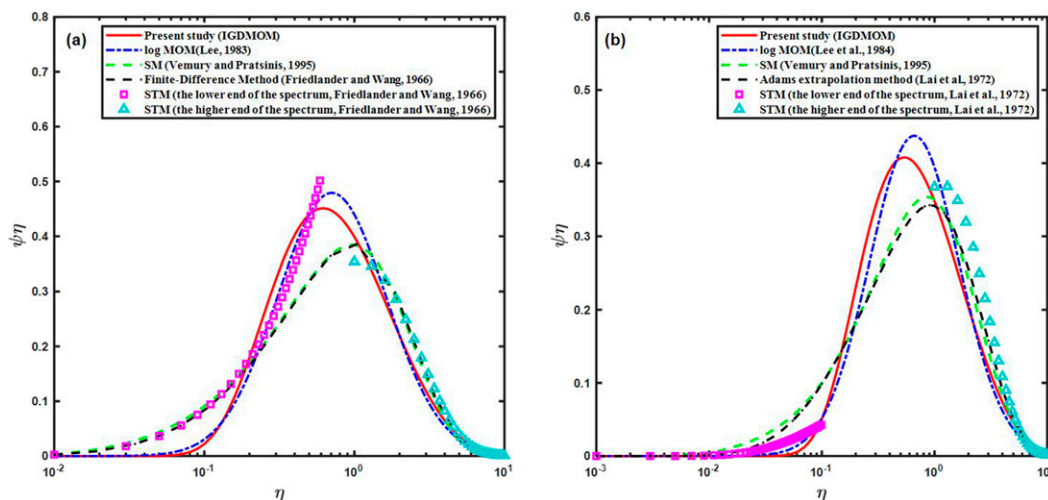 0.8
0.7
0.6
0.5
0.4
0.3
0.2
0.1
0
ψη
(a)
Present study (IGDMOM)
log MOM(Lee, 1983)
SM (Vemury and Pratsinis, 1995)
Finite-Difference Method (Friedlander and Wang, 1966)
STM (the lower end of the spectrum, Friedlander and Wang, 1966)
STM (the higher end of the spectrum, Friedlander and Wang, 1966)
10-2 10-1 100 101
η
0.6
0.5
0.4
0.3
0.2
0.1
0
ψη
(b)
Present study (IGDMOM)
log MOM(Lee et al., 1984)
SM (Vemury and Pratsinis, 1995)
Adams extrapolation method (Lai et al., 1972)
STM (the lower end of the spectrum, Lai et al., 1972)
STM (the higher end of the spectrum, Lai et al., 1972)
10-3 10-2 10-1 100
η